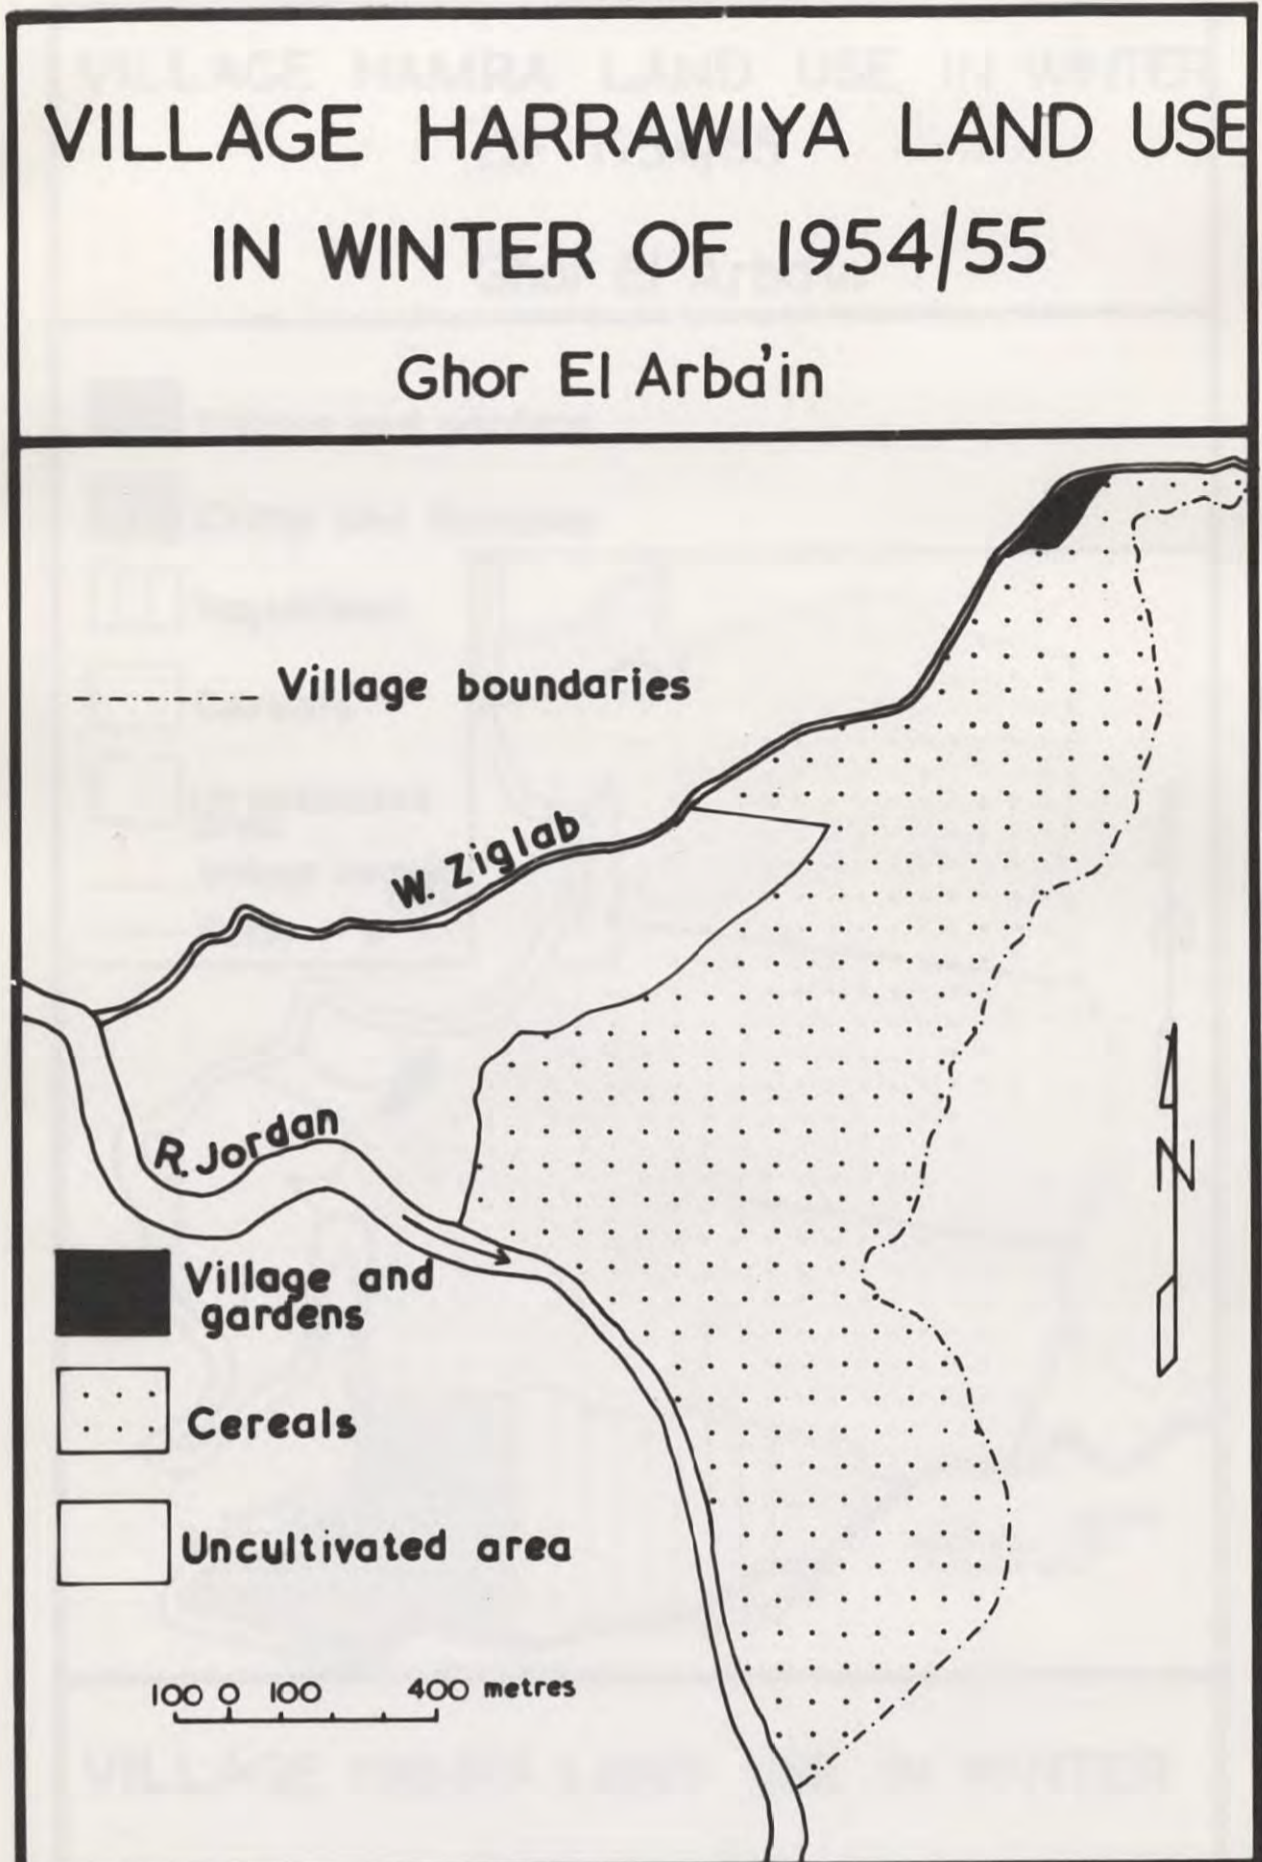 VILLAGE HARRAWIYA LAND USE
IN WINTER OF 1954/55
Ghor El Arba'in
Village boundaries
W. Ziglab
R. Jordan
N
Village and
gardens
Cereals
Uncultivated area
100 0 100 400 metres